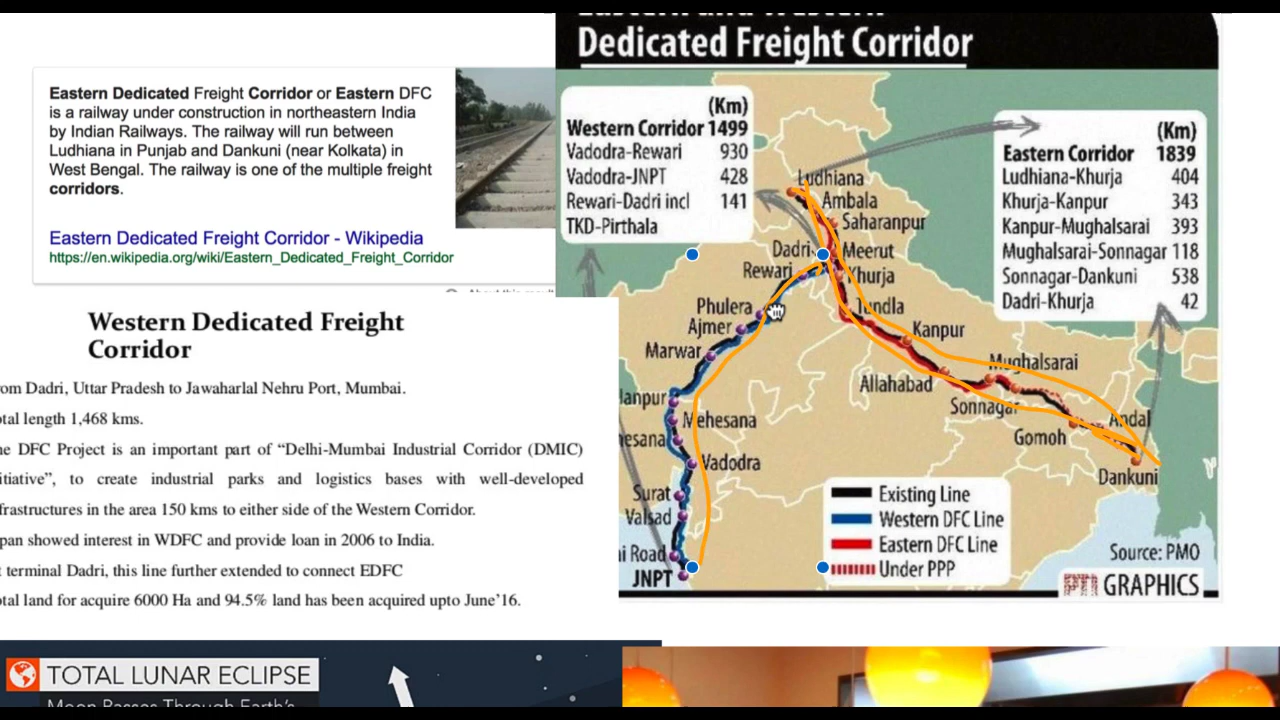 Eastern Dedicated Freight Corridor or Eastern DFC
is a railway under construction in northeastern India
by Indian Railways. The railway will run between
Ludhiana in Punjab and Dankuni (near Kolkata) in
West Bengal. The railway is one of the multiple freight
corridors.
Eastern Dedicated Freight Corridor - Wikipedia
https://en.wikipedia.org/wiki/Eastern_Dedicated_Freight_Corridor
Western Dedicated Freight
Corridor
om Dadri, Uttar Pradesh to Jawaharlal Nehru Port, Mumbai.
otal length 1,468 kms.
he DFC Project is an important part of “Delhi-Mumbai Industrial Corridor (DMIC)
itiative”, to create industrial parks and logistics bases with well-developed
frastructures in the area 150 kms to either side of the Western Corridor.
pan showed interest in WDFC and provide loan in 2006 to India.
t terminal Dadri, this line further extended to connect EDFC
otal land for acquire 6000 Ha and 94.5% land has been acquired upto June’16.
Eastern and Western
Dedicated Freight Corridor
(Km)
Western Corridor 1499
Vadodra-Rewari 930
Vadodra-JNPT 428
Rewari-Dadri incl 141
TKD-Pirthala
(Km)
Eastern Corridor 1839
Ludhiana-Khurja 404
Khurja-Kanpur 343
Kanpur-Mughalsarai 393
Mughalsarai-Sonnagar 118
Sonnagar-Dankuni 538
Dadri-Khurja 42
Ludhiana
Ambala
Saharanpur
Dadri
Meerut
Rewari
Khurja
Phulera
Tundla
Ajmer
Kanpur
Marwar
Mughalsarai
Allahabad
lanpur
Sonnagar
Mehesana
Andal
esana
Gomoh
Vadodra
Dankuni
Surat
Valsad
i Road
JNPT
Existing Line
Western DFC Line
Eastern DFC Line
Under PPP
Source: PMO
PTI GRAPHICS
TOTAL LUNAR ECLIPSE
Moon Passes Through Earth's